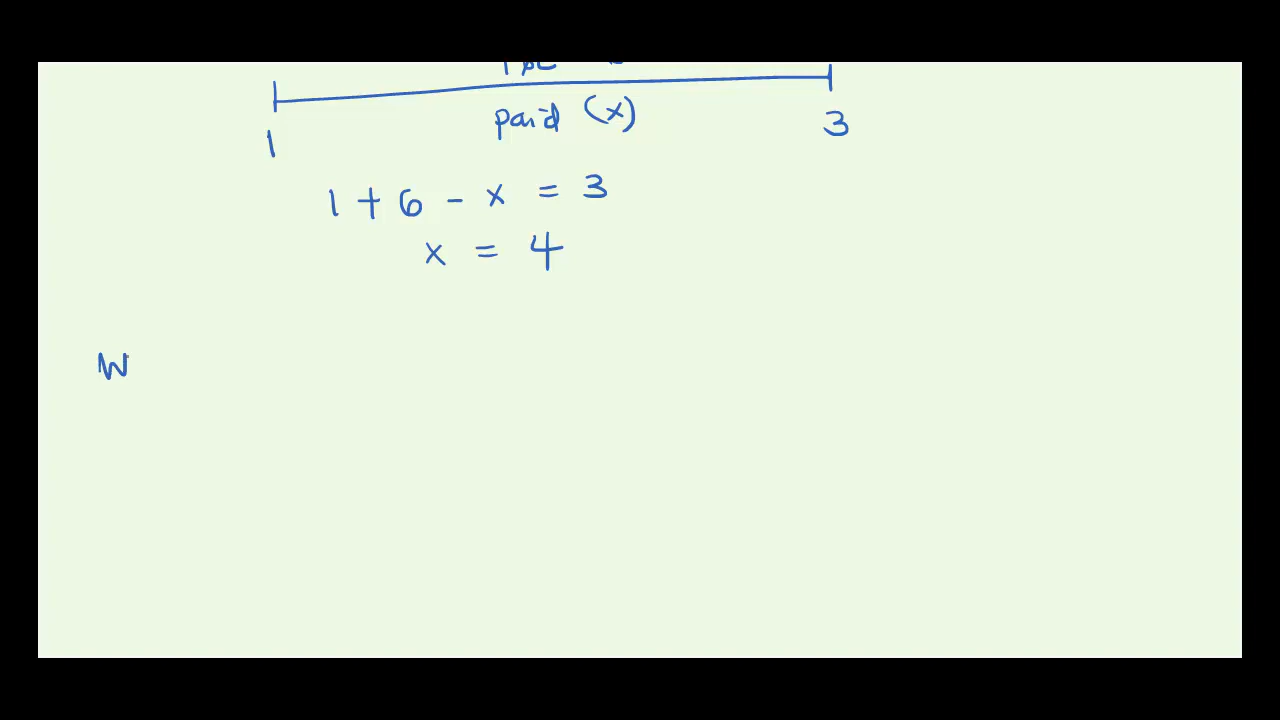 paid (x)
1 3
1 + 6 - x = 3
x = 4
W